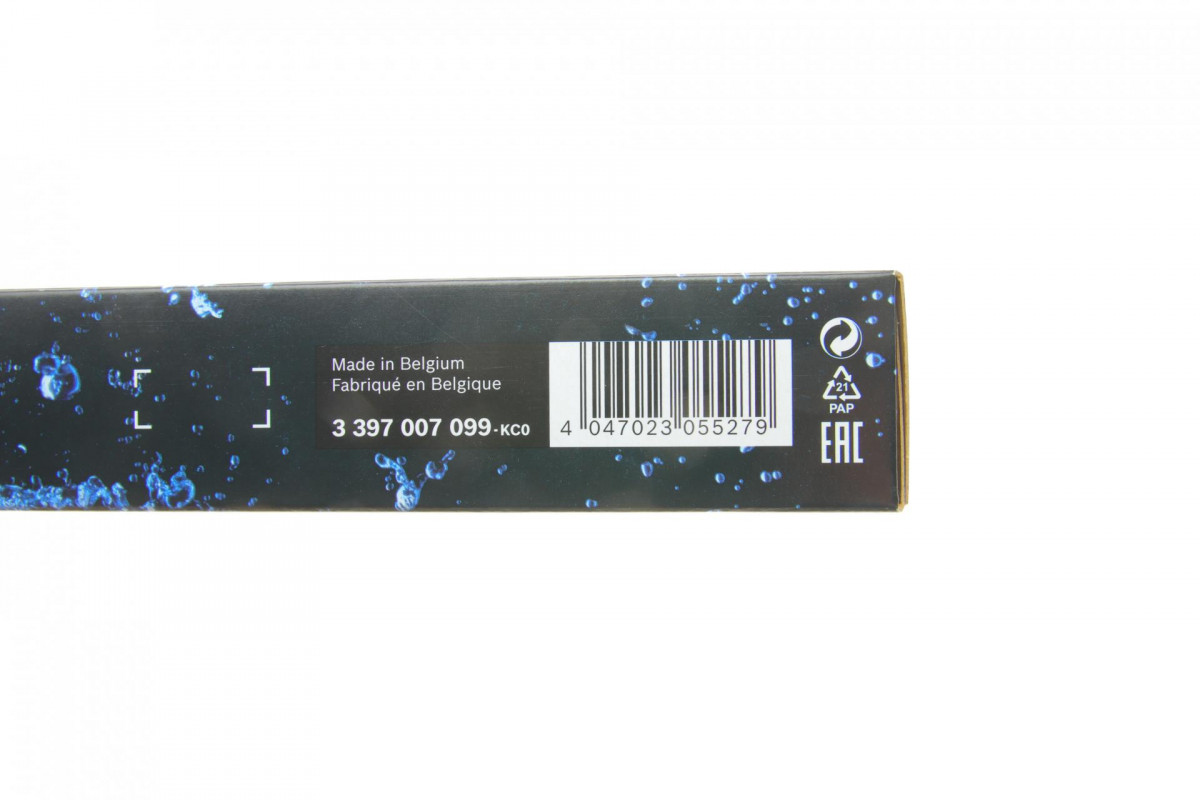 Made in Belgium
Fabriqué en Belgique
3 397 007 099-KC0
4 047023 055279
21
PAP
EAC